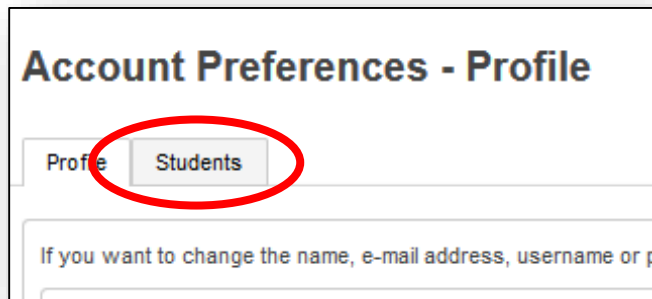 Account Preferences - Profile
Profile Students
If you want to change the name, e-mail address, username or